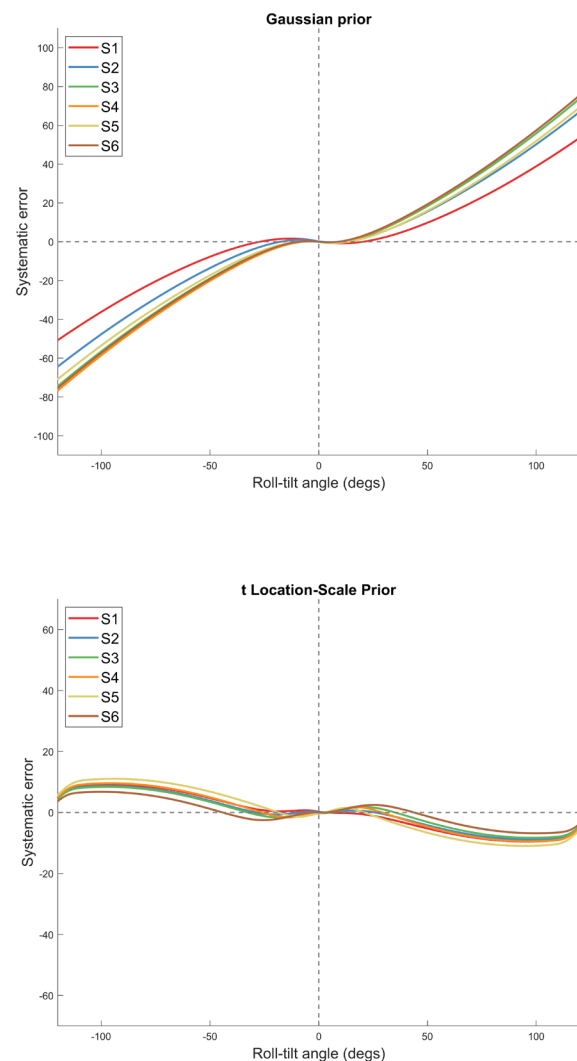 Gaussian prior
100
80
60
40
20
0
-20
-40
-60
-80
-100
S1
S2
S3
S4
S5
S6
Systematic error
-100
-50
0
50
100
Roll-tilt angle (degs)
t Location-Scale Prior
60
40
20
0
-20
-40
-60
S1
S2
S3
S4
S5
S6
Systematic error
-100
-50
0
50
100
Roll-tilt angle (degs)